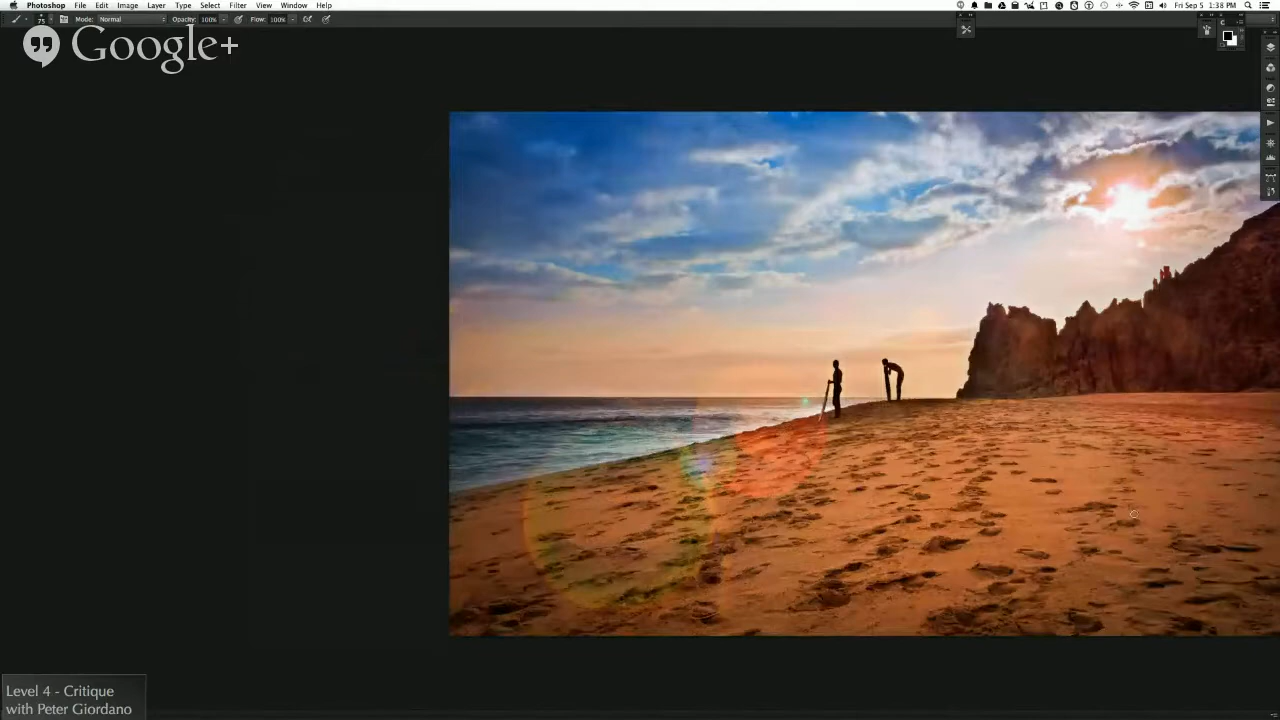 Photoshop File Edit Image Layer Type Select Filter View Window Help
Fri Sep 5 1:38 PM
75 Mode: Normal Opacity: 100% Flow: 100%
Google+
Level 4 - Critique
with Peter Giordano